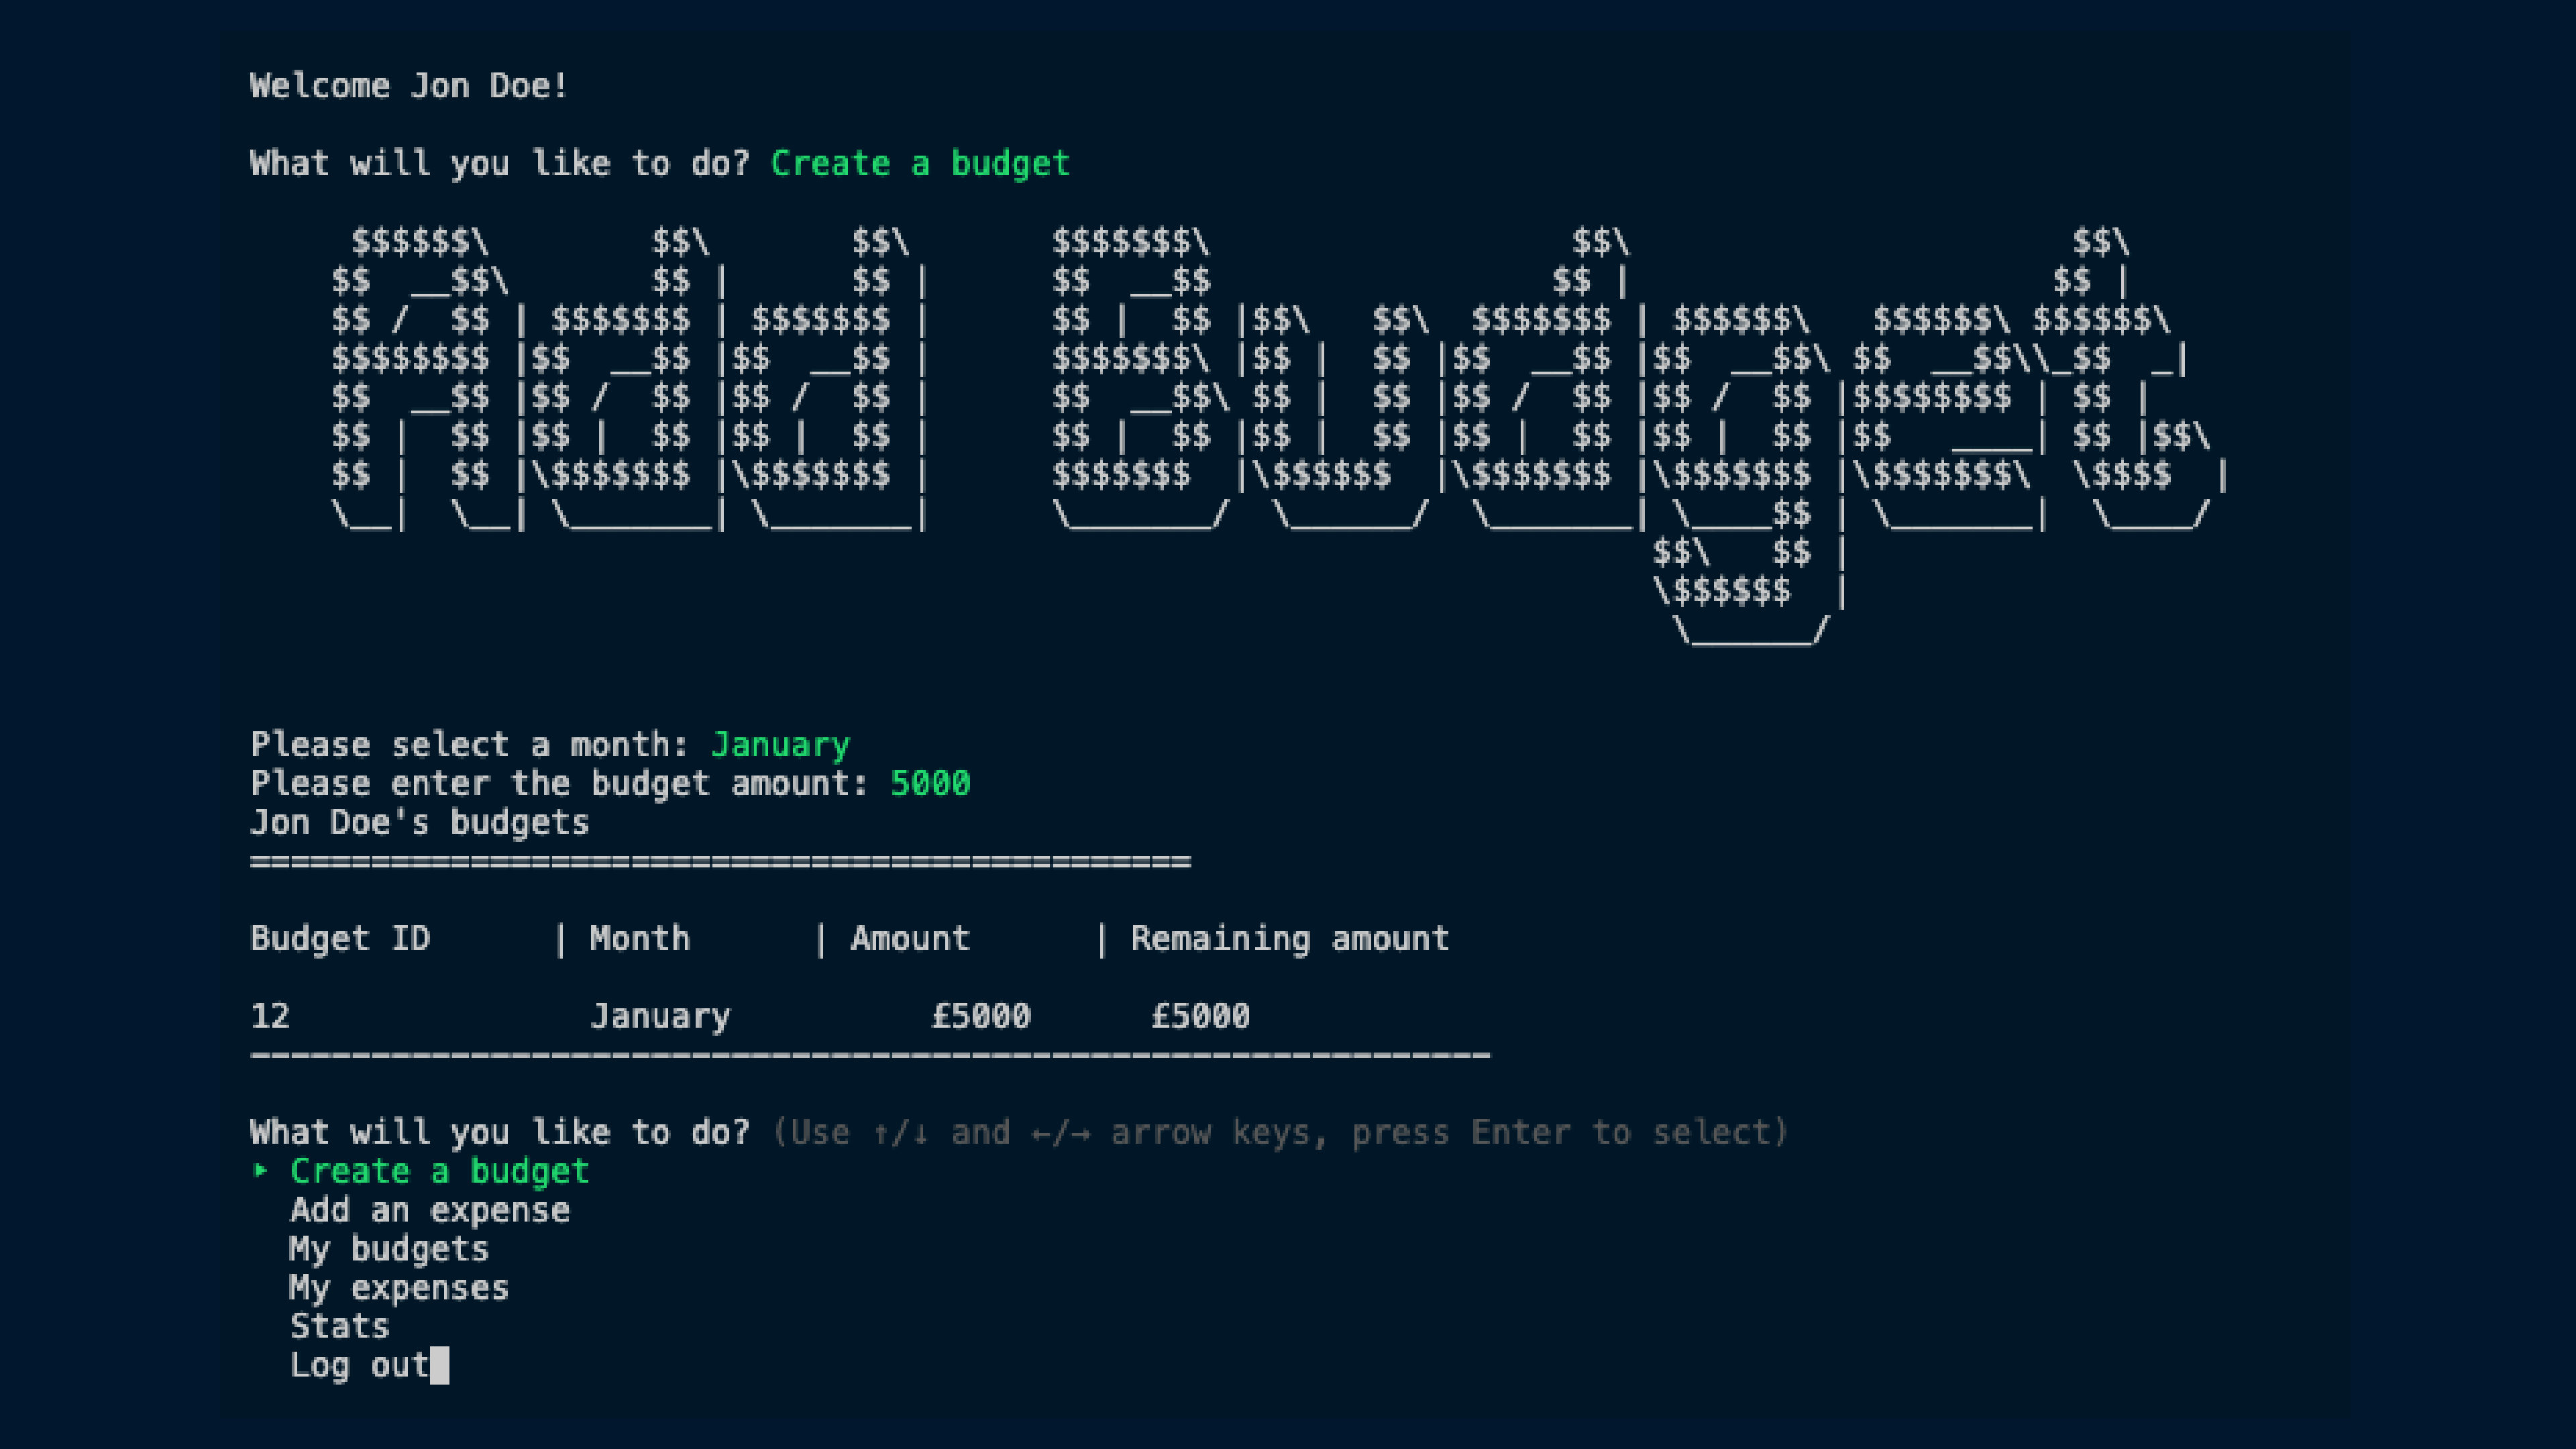 Welcome Jon Doe!
What will you like to do? Create a budget
Add Budget
Please select a month: January
Please enter the budget amount: 5000
Jon Doe's budgets
===============================================
Budget ID | Month | Amount | Remaining amount
12 January £5000 £5000
--------------------------------------------------------------
What will you like to do? (Use ↑/↓ and ←/→ arrow keys, press Enter to select)
‣ Create a budget
Add an expense
My budgets
My expenses
Stats
Log out